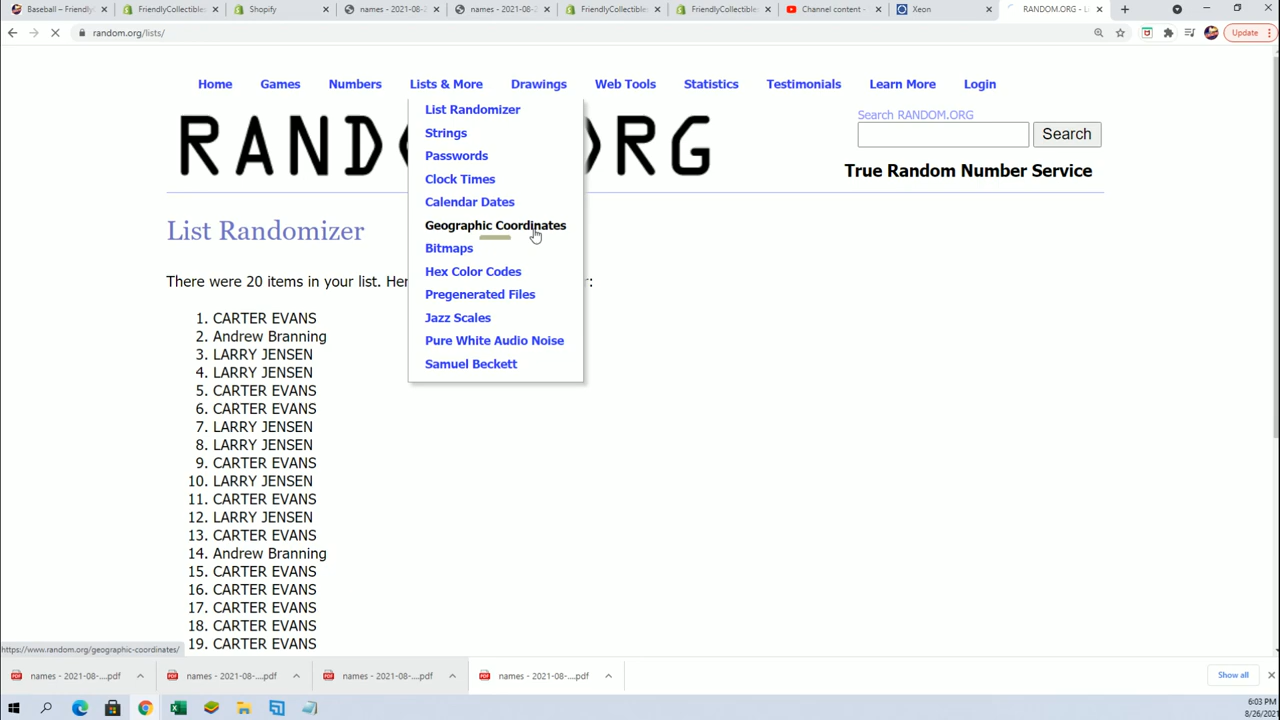 Baseball – Friendly
FriendlyCollectibles
Shopify
names - 2021-08-2
names - 2021-08-2
FriendlyCollectibles
FriendlyCollectibles
Channel content -
Xeon
RANDOM.ORG - L
random.org/lists/
Update
Home Games Numbers Lists & More Drawings Web Tools Statistics Testimonials Learn More Login
List Randomizer
Strings
Passwords
Clock Times
Calendar Dates
Geographic Coordinates
Bitmaps
Hex Color Codes
Pregenerated Files
Jazz Scales
Pure White Audio Noise
Samuel Beckett
RAND RG
Search RANDOM.ORG
Search
True Random Number Service
List Randomizer
There were 20 items in your list. Her r:
1. CARTER EVANS
2. Andrew Branning
3. LARRY JENSEN
4. LARRY JENSEN
5. CARTER EVANS
6. CARTER EVANS
7. LARRY JENSEN
8. LARRY JENSEN
9. CARTER EVANS
10. LARRY JENSEN
11. CARTER EVANS
12. LARRY JENSEN
13. CARTER EVANS
14. Andrew Branning
15. CARTER EVANS
16. CARTER EVANS
17. CARTER EVANS
18. CARTER EVANS
19. CARTER EVANS
https://www.random.org/geographic-coordinates/
names - 2021-08-....pdf
names - 2021-08-....pdf
names - 2021-08-....pdf
names - 2021-08-....pdf
Show all
6:03 PM
8/26/2021